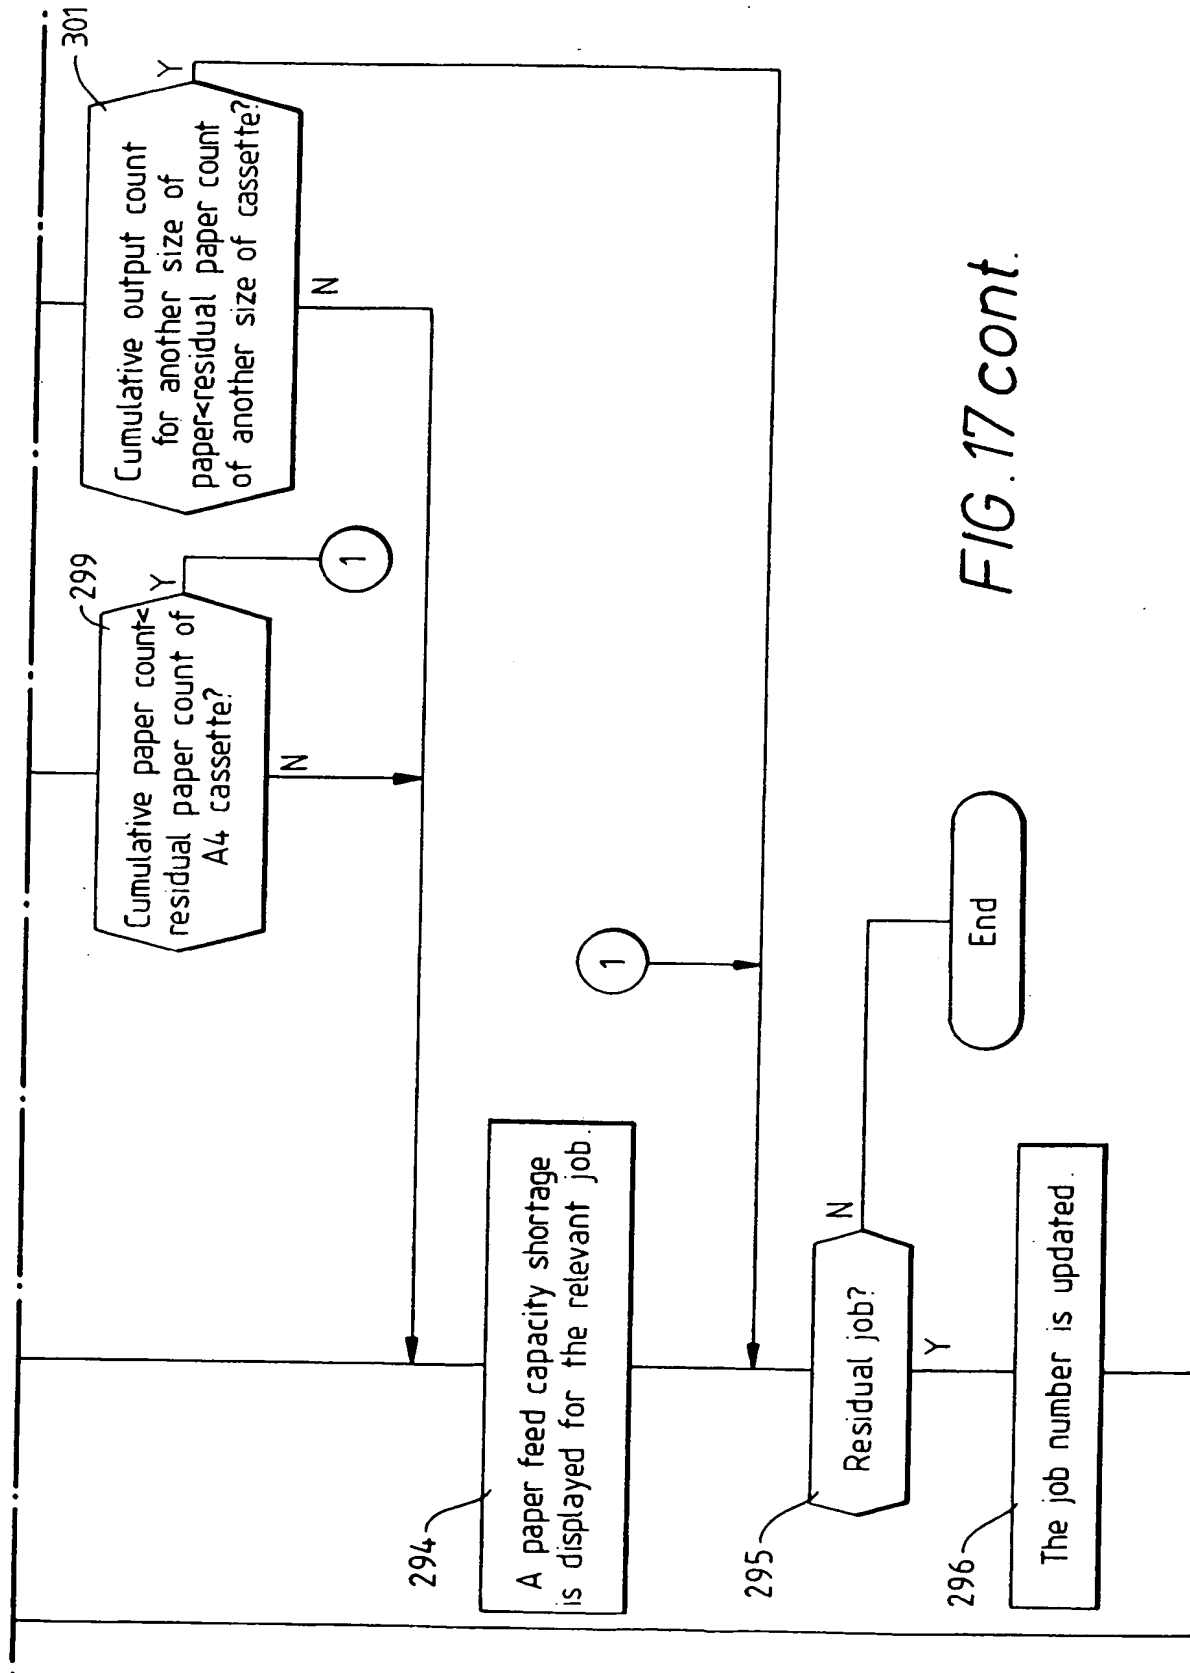 301
Cumulative output count
for another size of
paper<residual paper count
of another size of cassette?
Y
N
299
Cumulative paper count<
residual paper count of
A4 cassette?
Y
N
1
294
A paper feed capacity shortage
is displayed for the relevant job.
1
295
Residual job?
N
Y
End
296
The job number is updated.
FIG. 17 cont.